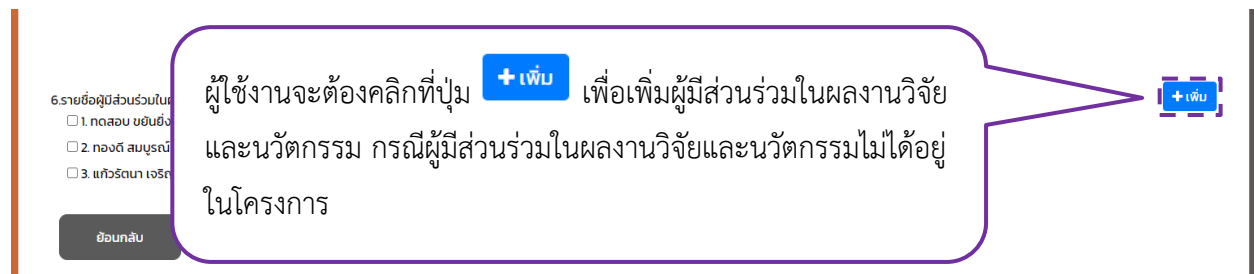 ผู้ใช้งานจะต้องคลิกที่ปุ่ม +เพิ่ม เพื่อเพิ่มผู้มีส่วนร่วมในผลงานวิจัย
และนวัตกรรม กรณีผู้มีส่วนร่วมในผลงานวิจัยและนวัตกรรมไม่ได้อยู่
ในโครงการ
+เพิ่ม
6.รายชื่อผู้มีส่วนร่วมใน
1. ทดสอบ ขยันยิ่ง
2. ทองดี สมบูรณ์
3. แก้วรัตนา
ย้อนกลับ